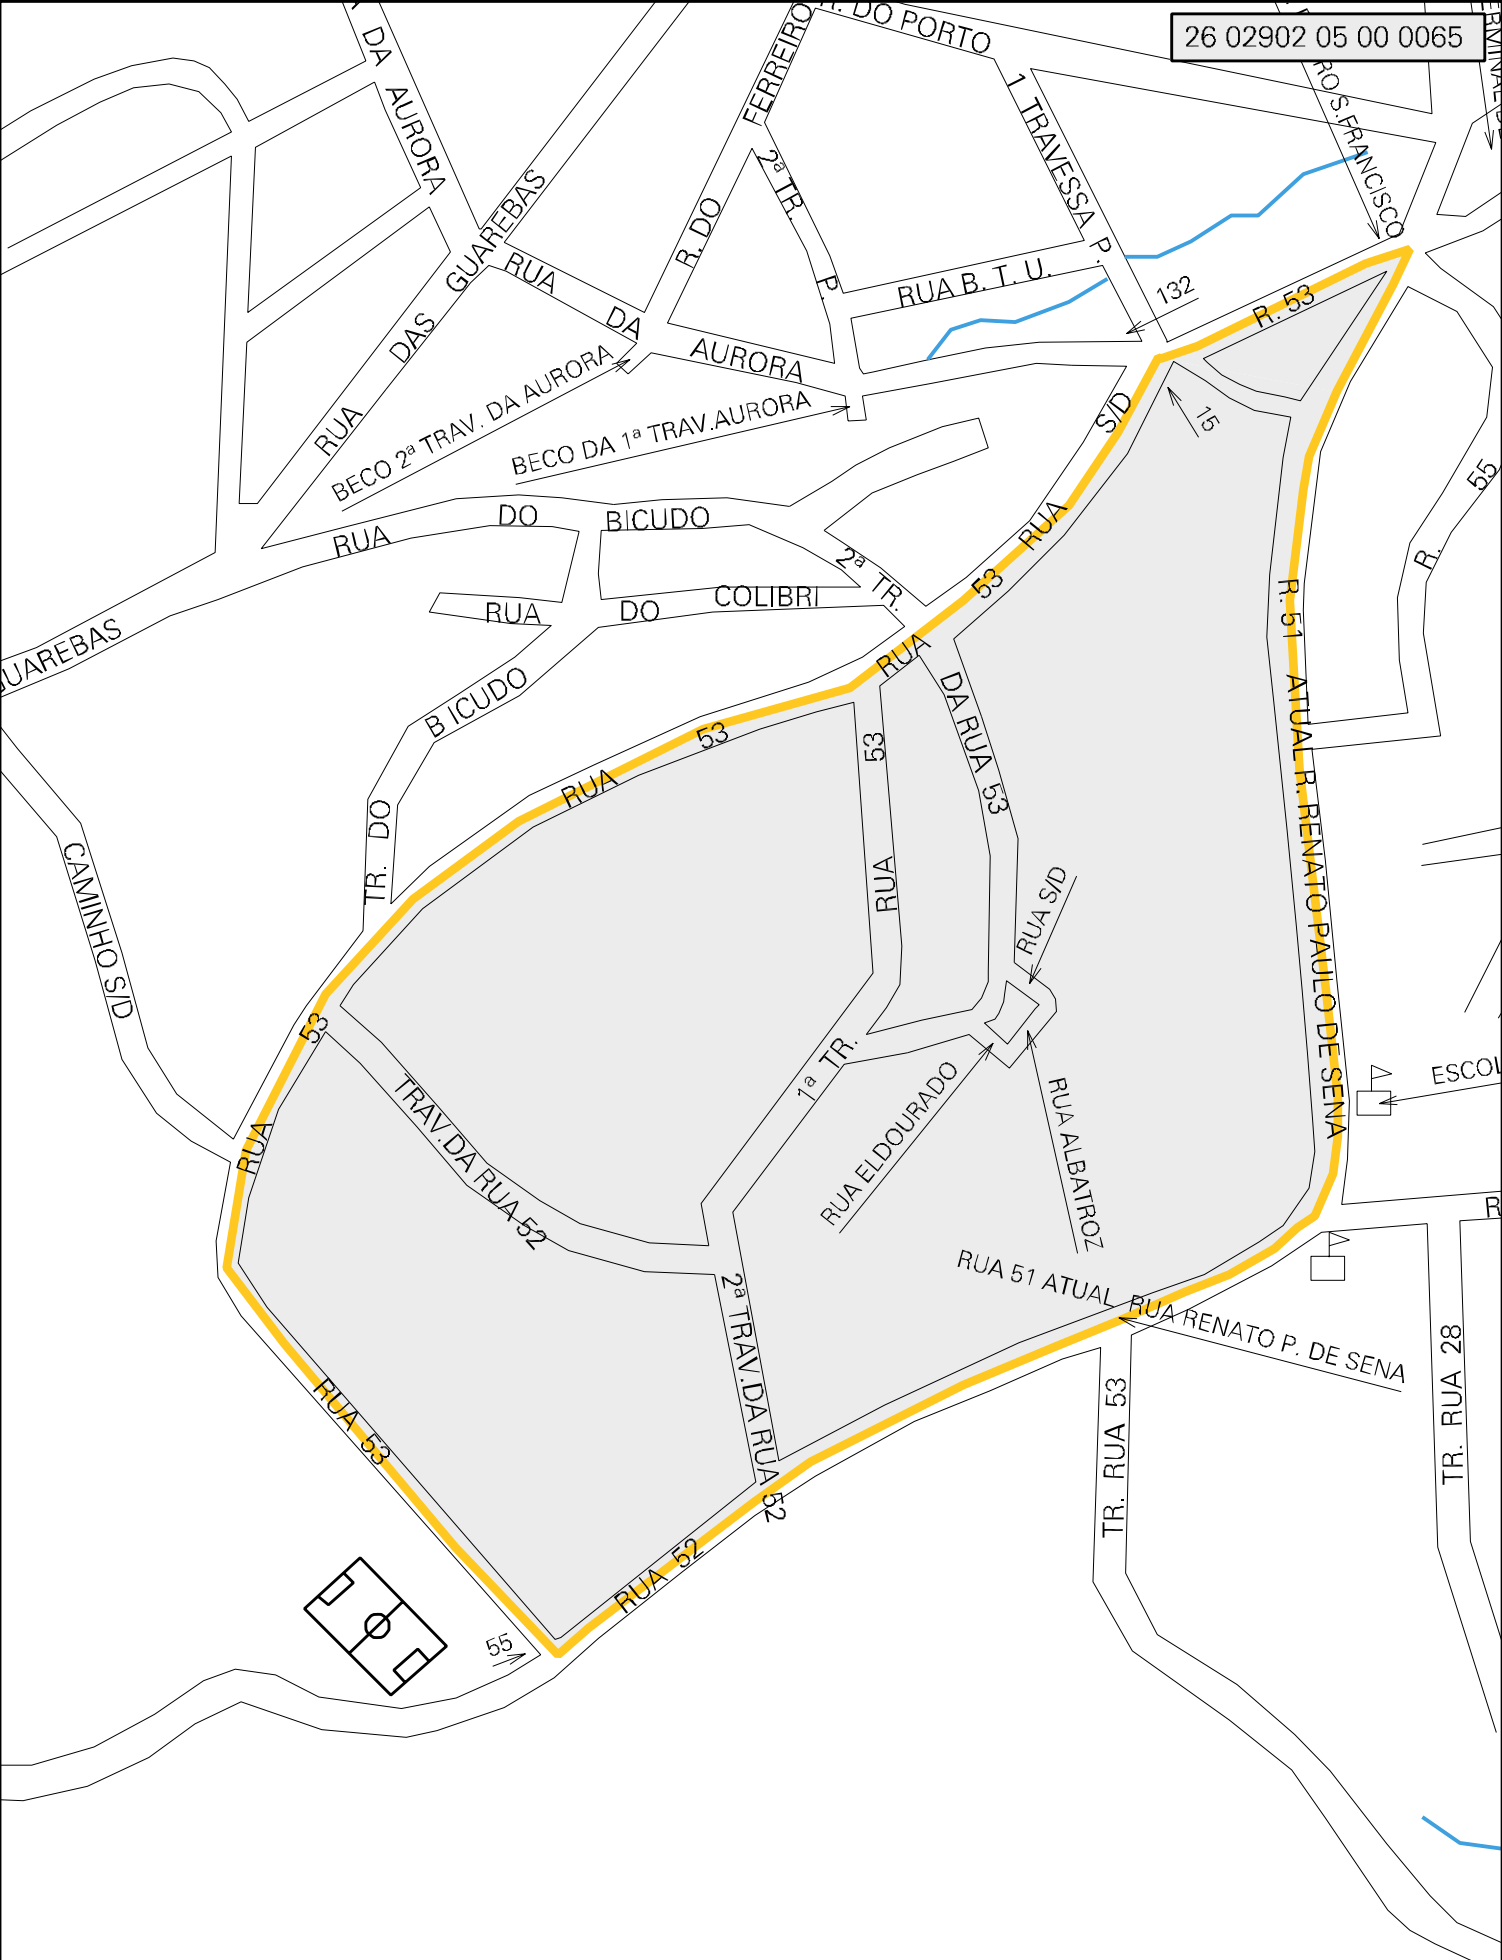 26 02902 05 00 0065
DA AURORA
R. DO PORTO
R. DO FERREIRO
1 TRAVESSA P.
S.FRANCISCO
2ª TR. P.
RUA DAS GUAREBAS
RUA DA AURORA
RUA B. T. U.
132
R. 53
BECO 2ª TRAV. DA AURORA
BECO DA 1ª TRAV.AURORA
15
RUA S/D
R. 55
RUA DO BICUDO
2ª TR.
DA RUA 53
RUA DO COLIBRI
GUAREBAS
RUA 53
R. 51 ATUAL R. RENATO PAULO DE SENA
TR. DO BICUDO
RUA 53
RUA 53
1ª TR.
CAMINHO S/D
RUA S/D
RUA 53
TRAV.DA RUA 52
RUA ELDOURADO
RUA ALBATROZ
ESCOL
R
RUA 51 ATUAL RUA RENATO P. DE SENA
2ª TRAV.DA RUA 52
RUA 53
TR. RUA 53
TR. RUA 28
RUA 52
55